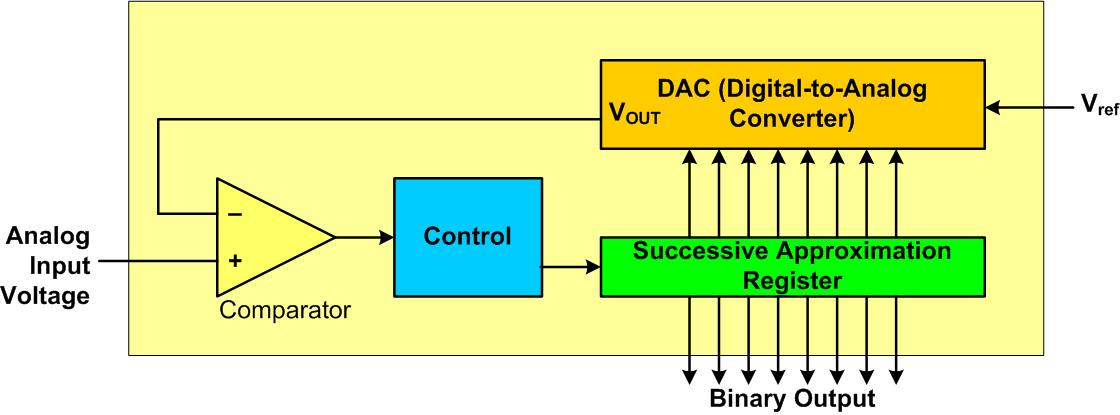 DAC (Digital-to-Analog
Converter)
VOUT
Vref
−
+
Comparator
Control
Analog
Input
Voltage
Successive Approximation
Register
Binary Output